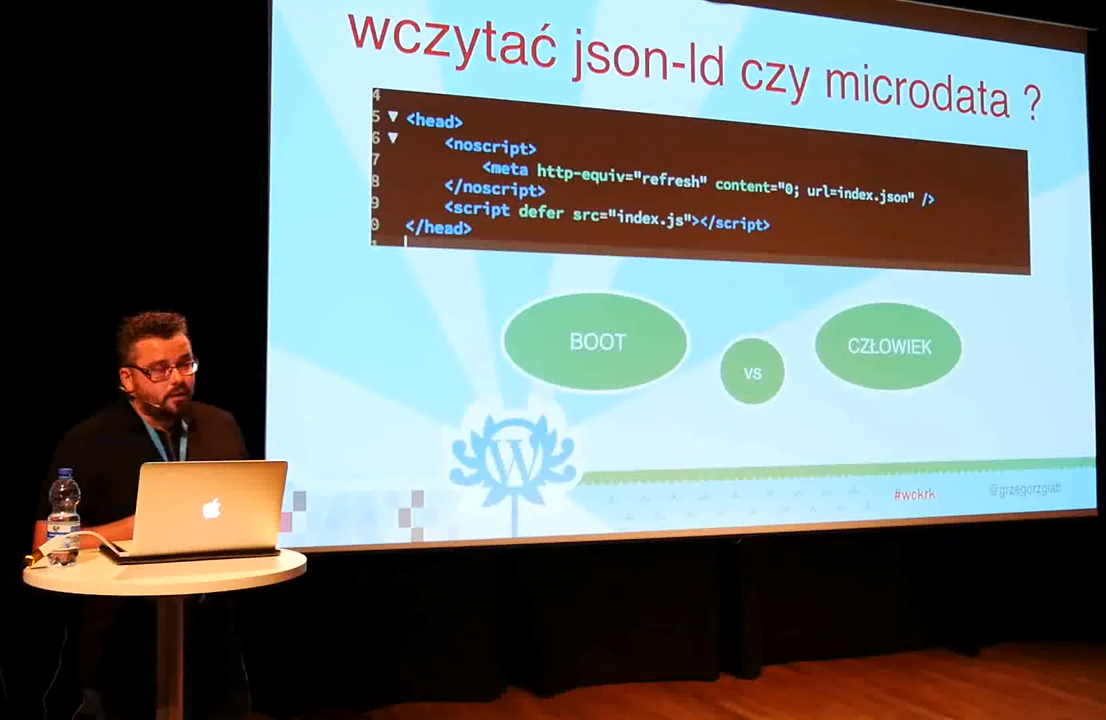 wczytać json-ld czy microdata ?
4
5 ▼ <head>
6 ▼ <noscript>
7 <meta http-equiv="refresh" content="0; url=index.json" />
8 </noscript>
9 <script defer src="index.js"></script>
0 </head>
BOOT
vs
CZŁOWIEK
W
#wckrk